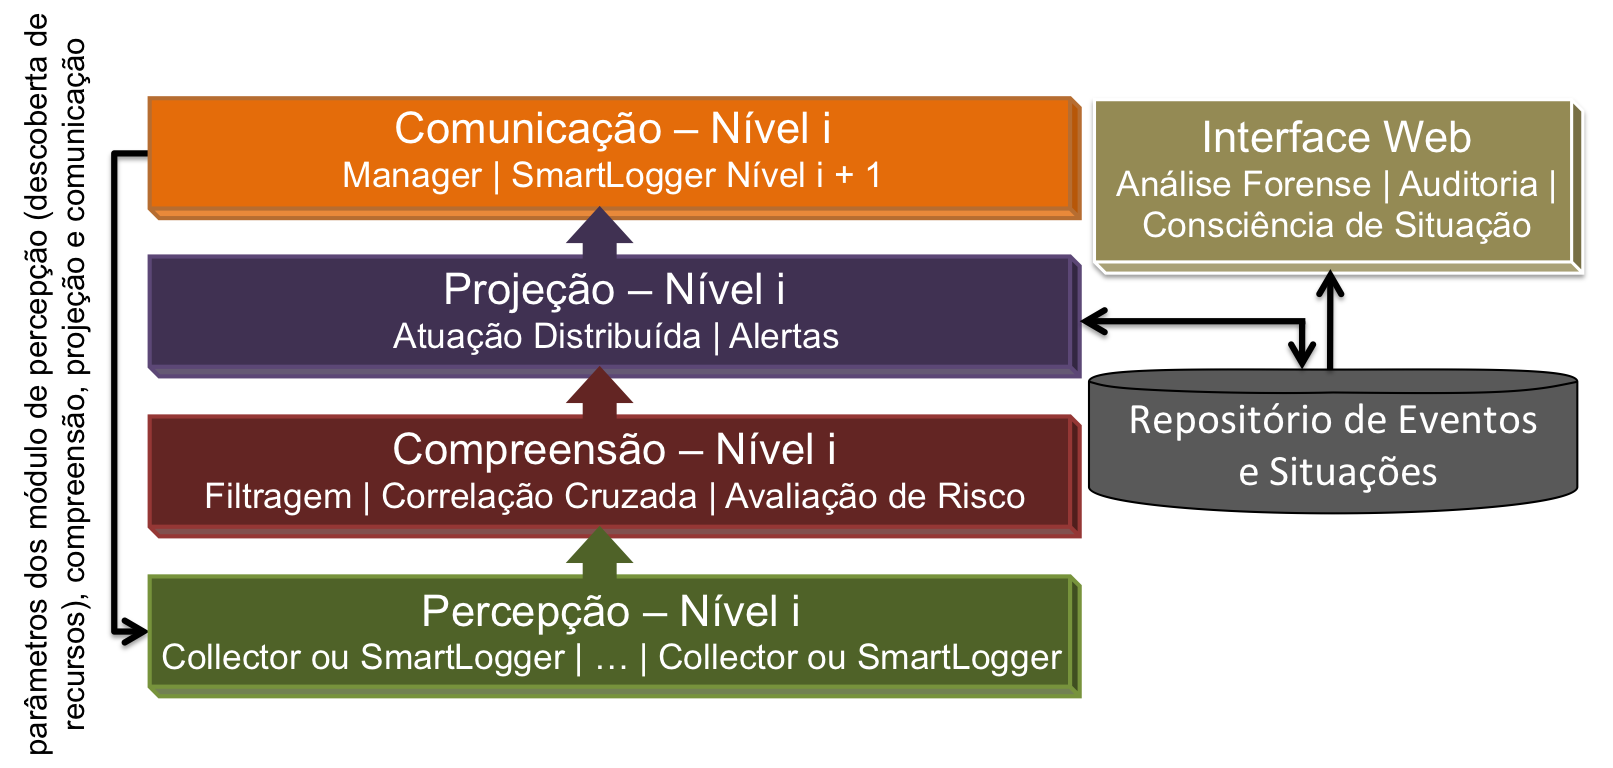 parâmetros dos módulo de percepção (descoberta de
recursos), compreensão, projeção e comunicação
Comunicação – Nível i
Manager | SmartLogger Nível i + 1
Projeção – Nível i
Atuação Distribuída | Alertas
Compreensão – Nível i
Filtragem | Correlação Cruzada | Avaliação de Risco
Percepção – Nível i
Collector ou SmartLogger | … | Collector ou SmartLogger
Interface Web
Análise Forense | Auditoria |
Consciência de Situação
Repositório de Eventos
e Situações